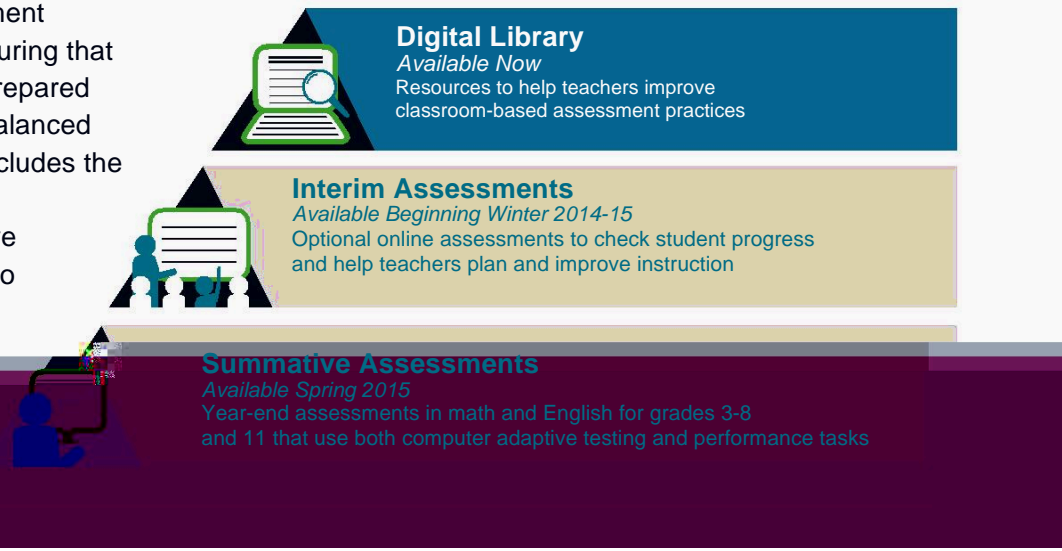 ment
uring that
repared
alanced
cludes the
ve
o
Digital Library
Available Now
Resources to help teachers improve
classroom-based assessment practices
Interim Assessments
Available Beginning Winter 2014-15
Optional online assessments to check student progress
and help teachers plan and improve instruction
Summative Assessments
Available Spring 2015
Year-end assessments in math and English for grades 3-8
and 11 that use both computer adaptive testing and performance tasks